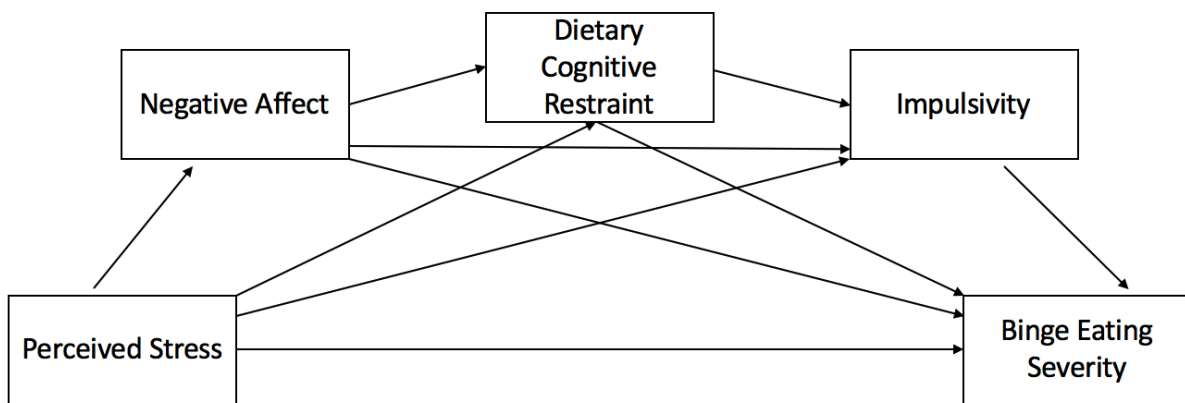 Dietary
Cognitive
Restraint
Negative Affect
Impulsivity
Perceived Stress
Binge Eating
Severity